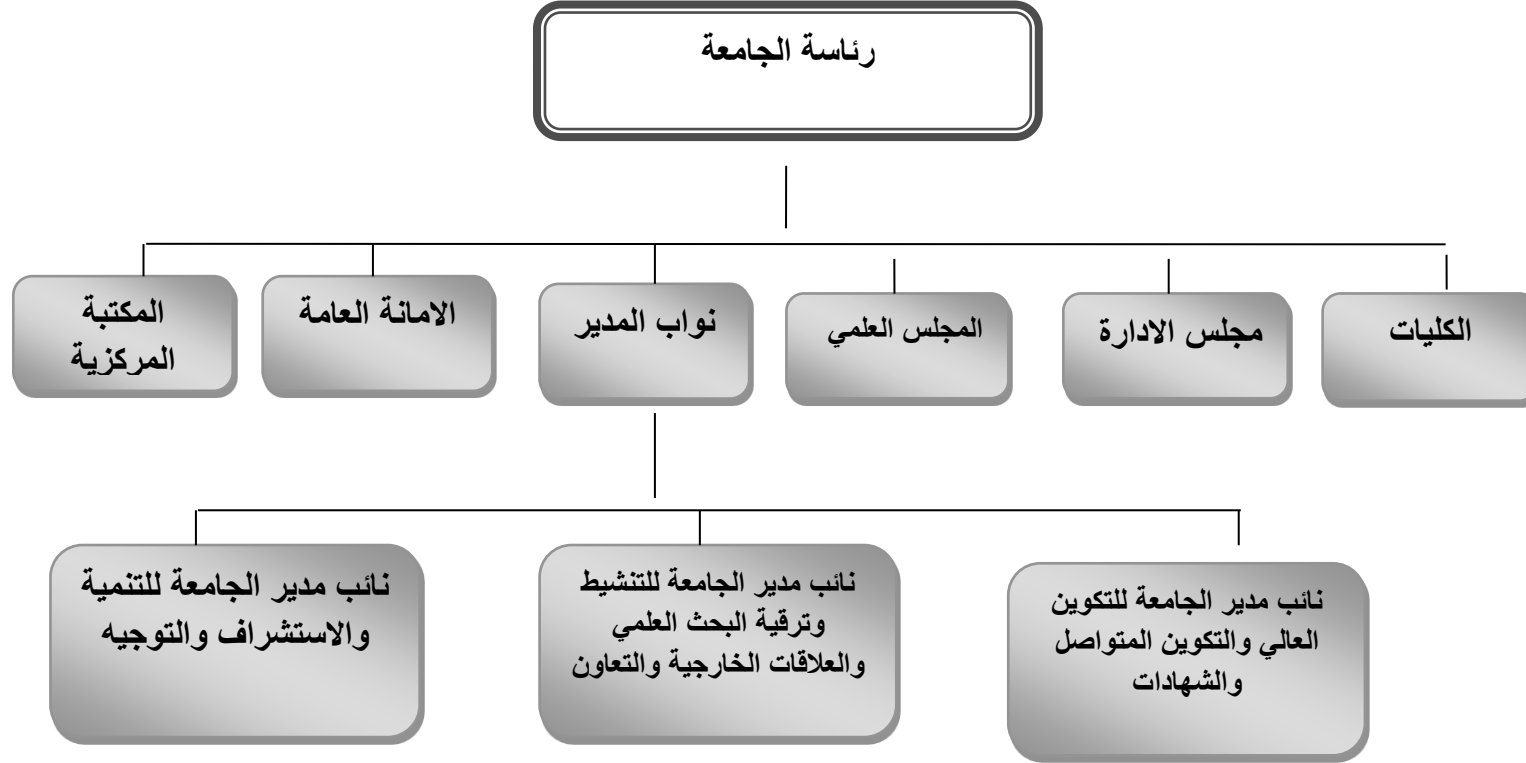 رئاسة الجامعة
الكليات
مجلس الادارة
المجلس العلمي
نواب المدير
الامانة العامة
المكتبة
المركزية
نائب مدير الجامعة للتكوين
العالي والتكوين المتواصل
والشهادات
نائب مدير الجامعة للتنشيط
وترقية البحث العلمي
والعلاقات الخارجية والتعاون
نائب مدير الجامعة للتنمية
والاستشراف والتوجيه